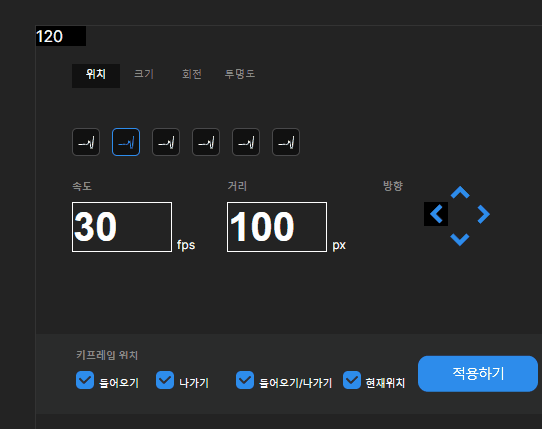 120
위치 크기 회전 투명도
속도 거리 방향
30 fps 100 px
키프레임 위치
들어오기 나가기 들어오기/나가기 현재위치
적용하기